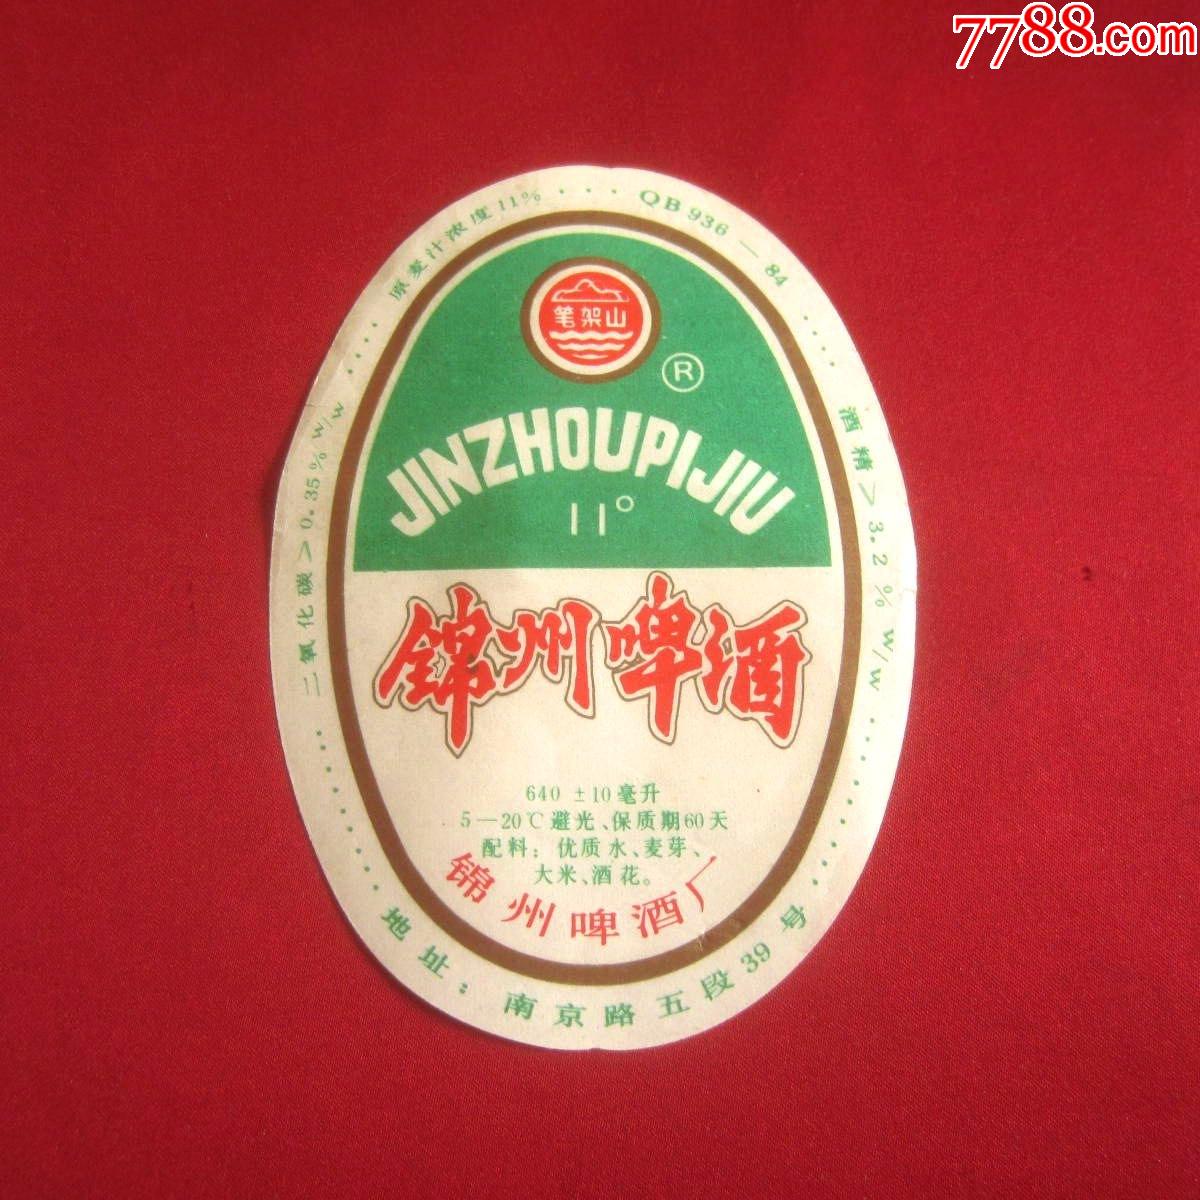 7788.com
原麦汁浓度11% ···· QB 936—84
酒精>3.2% W/W
二氧化碳>0.35% W/W
笔架山
®
JINZHOUPIJIU
11°
锦州啤酒
640 ±10毫升
5—20℃避光、保质期60天
配料:优质水、麦芽、
大米、酒花。
锦州啤酒厂
地址:南京路五段39号